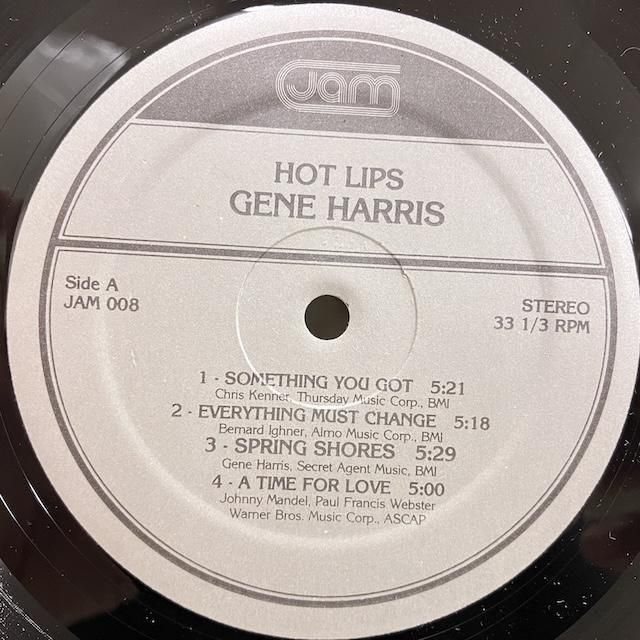 Jam
HOT LIPS
GENE HARRIS
Side A
JAM 008
STEREO
33 1/3 RPM
1 - SOMETHING YOU GOT 5:21
Chris Kenner, Thursday Music Corp., BMI
2 - EVERYTHING MUST CHANGE 5:18
Bernard Ighner, Almo Music Corp., BMI
3 - SPRING SHORES 5:29
Gene Harris, Secret Agent Music, BMI
4 - A TIME FOR LOVE 5:00
Johnny Mandel, Paul Francis Webster
Warner Bros. Music Corp., ASCAP